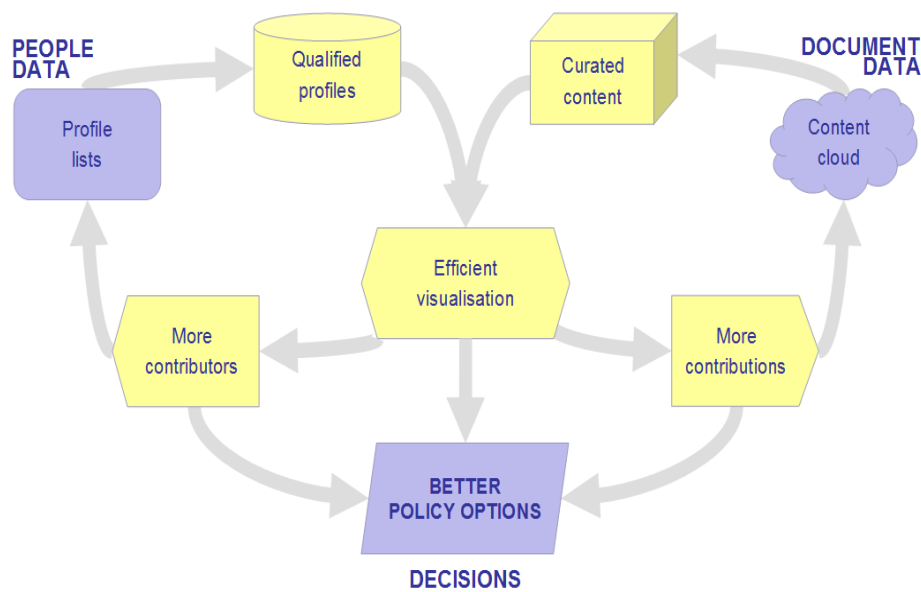 PEOPLE
DATA
Qualified
profiles
Curated
content
DOCUMENT
DATA
Profile
lists
Content
cloud
Efficient
visualisation
More
contributors
More
contributions
BETTER
POLICY OPTIONS
DECISIONS